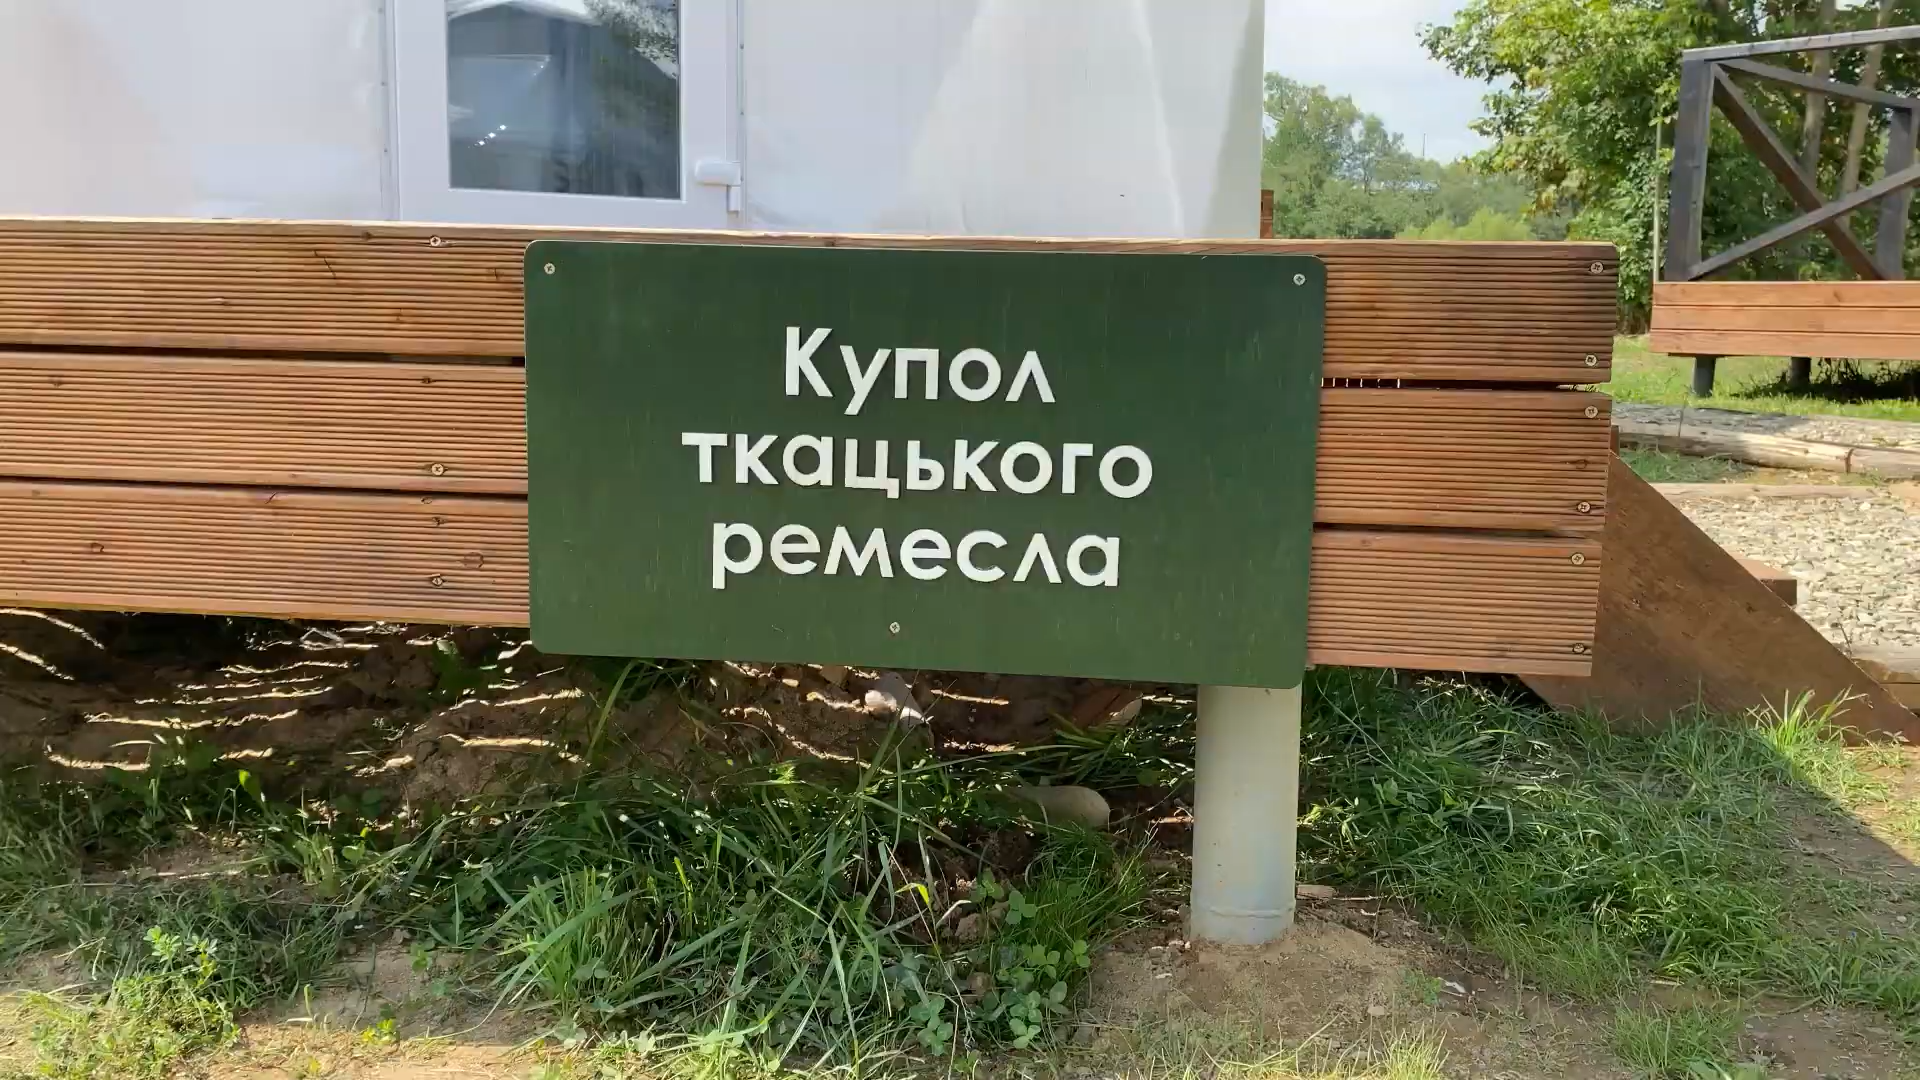 Купол
ткацького
ремесла